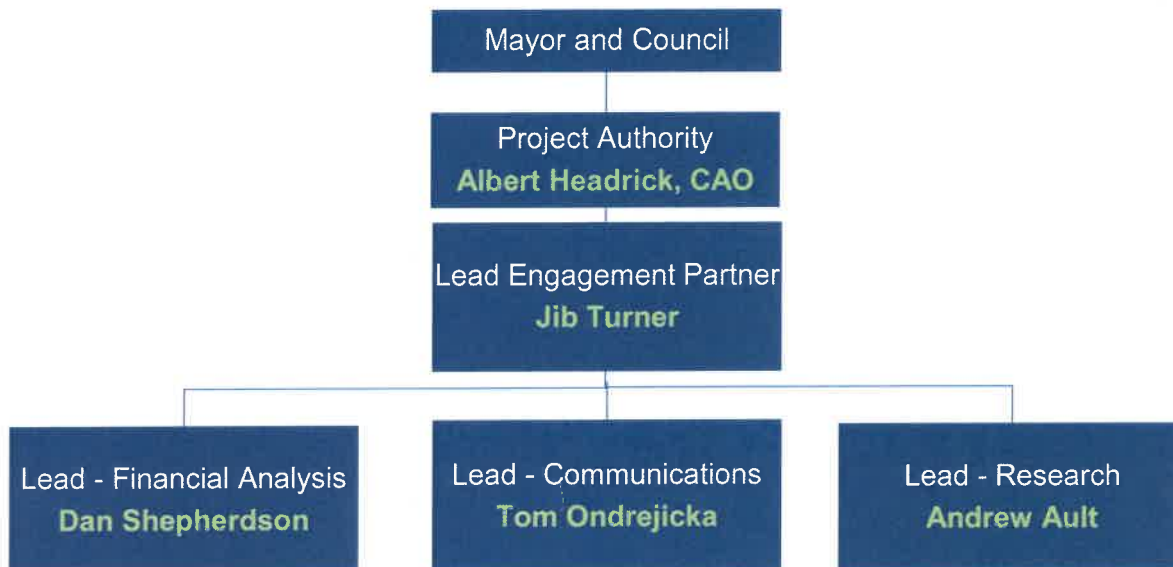 Mayor and Council
Project Authority
Albert Headrick, CAO
Lead Engagement Partner
Jib Turner
Lead - Financial Analysis
Dan Shepherdson
Lead - Communications
Tom Ondrejicka
Lead - Research
Andrew Ault